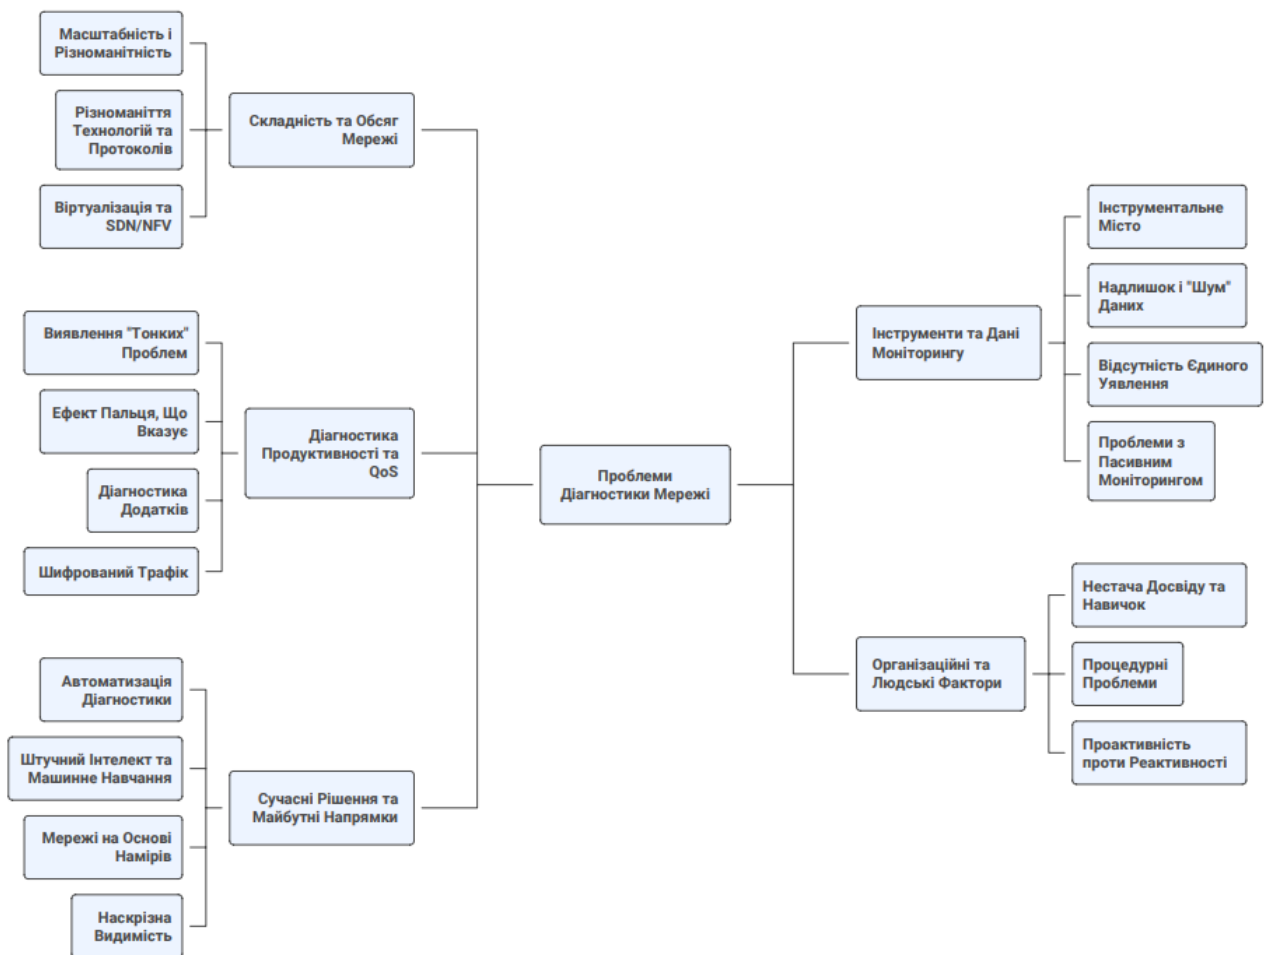 Масштабність і
Різноманітність
Різноманіття
Технологій та
Протоколів
Віртуалізація та
SDN/NFV
Складність та Обсяг
Мережі
Виявлення "Тонких"
Проблем
Ефект Пальця, Що
Вказує
Діагностика
Додатків
Шифрований Трафік
Діагностика
Продуктивності та
QoS
Автоматизація
Діагностики
Штучний Інтелект та
Машинне Навчання
Мережі на Основі
Намірів
Наскрізна
Видимість
Сучасні Рішення та
Майбутні Напрямки
Проблеми
Діагностики Мережі
Інструменти та Дані
Моніторингу
Інструментальне
Місто
Надлишок і "Шум"
Даних
Відсутність Єдиного
Уявлення
Проблеми з
Пасивним
Моніторингом
Організаційні та
Людські Фактори
Нестача Досвіду та
Навичок
Процедурні
Проблеми
Проактивність
проти Реактивності